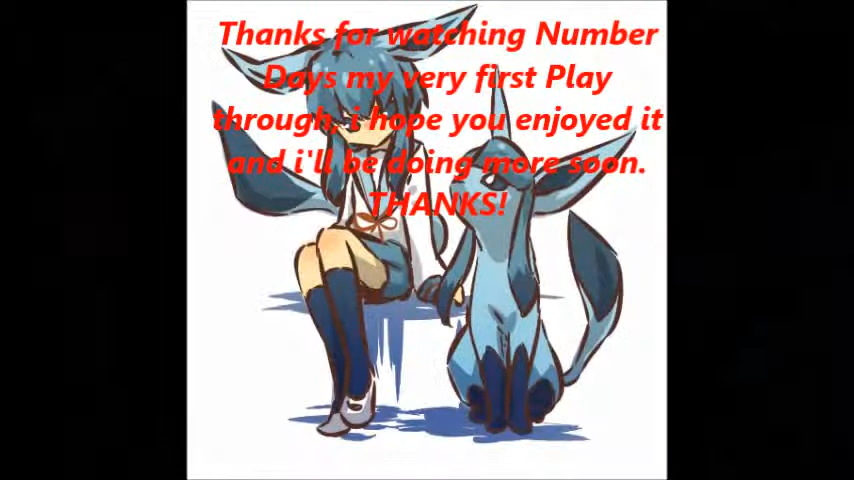 Thanks for watching Number
Days my very first Play
through, i hope you enjoyed it
and i'll be doing more soon.
THANKS!